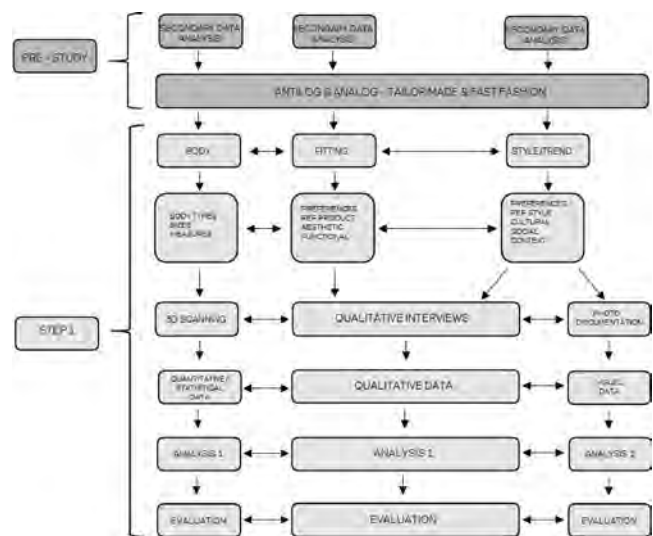 SECONDARY DATA
ANALYSIS
SECONDARY DATA
ANALYSIS
SECONDARY DATA
ANALYSIS
PRE - STUDY
ANTILOG & ANALOG - TAILORMADE & FAST FASHION
BODY
FITTING
STYLE/TREND
BODY TYPES
SIZES
MEASURES
PREFERENCES
PER PRODUCT
AESTHETIC
FUNCTIONAL
PREFERENCES
PER STYLE
CULTURAL
SOCIAL
CONTEXT
STEP 1
3D SCANNING
QUALITATIVE INTERVIEWS
PHOTO
DOCUMENTATION
QUANTITATIVE /
STATISTICAL
DATA
QUALITATIVE DATA
VISUEL
DATA
ANALYSIS 1
ANALYSIS 1
ANALYSIS 2
EVALUATION
EVALUATION
EVALUATION